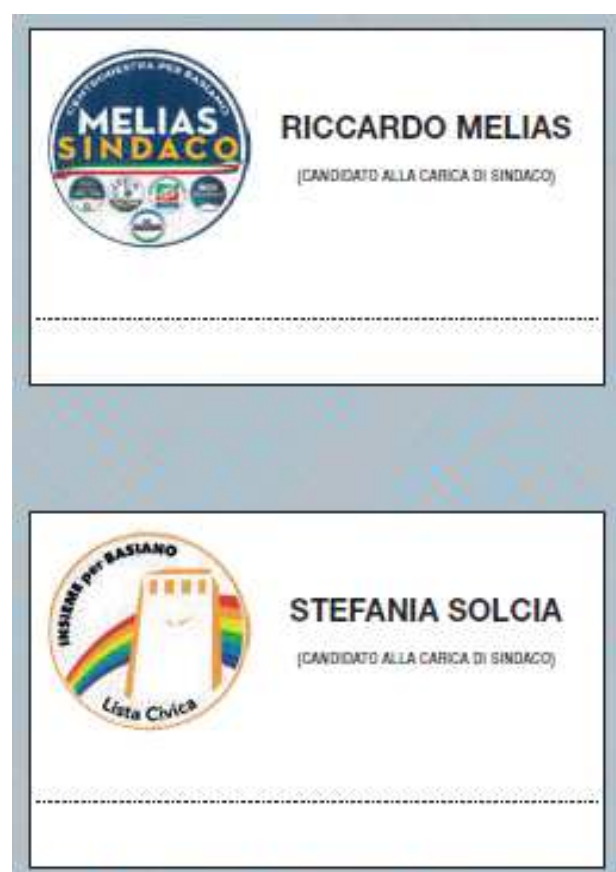 CENTRODESTRA PER BASIANO
MELIAS
SINDACO
RICCARDO MELIAS
(CANDIDATO ALLA CARICA DI SINDACO)
INSIEME per BASIANO
Lista Civica
STEFANIA SOLCIA
(CANDIDATO ALLA CARICA DI SINDACO)